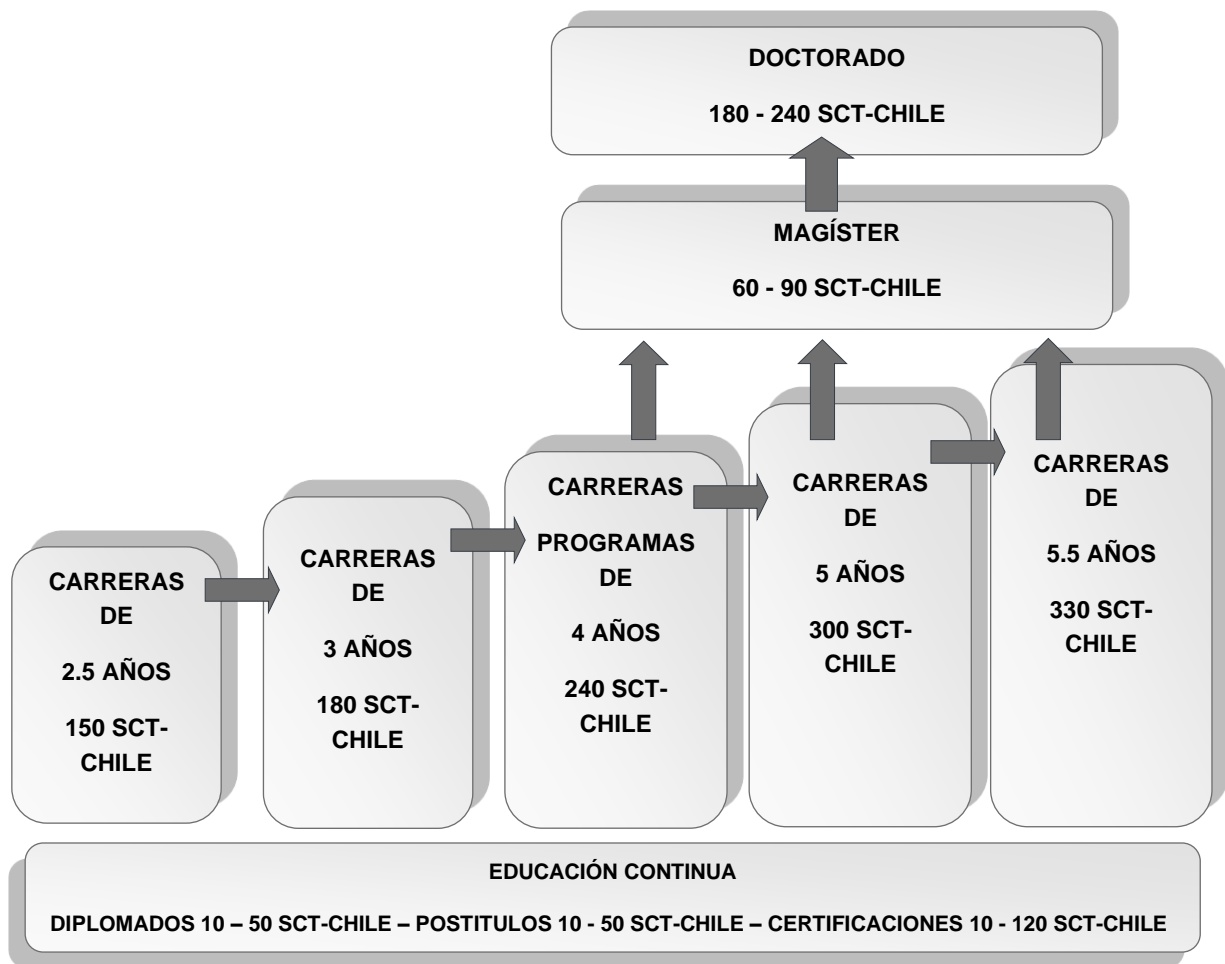 DOCTORADO
180 - 240 SCT-CHILE
MAGÍSTER
60 - 90 SCT-CHILE
CARRERAS
DE
2.5 AÑOS
150 SCT-
CHILE
CARRERAS
DE
3 AÑOS
180 SCT-
CHILE
CARRERAS
PROGRAMAS
DE
4 AÑOS
240 SCT-
CHILE
CARRERAS
DE
5 AÑOS
300 SCT-
CHILE
CARRERAS
DE
5.5 AÑOS
330 SCT-
CHILE
EDUCACIÓN CONTINUA
DIPLOMADOS 10 – 50 SCT-CHILE – POSTITULOS 10 - 50 SCT-CHILE – CERTIFICACIONES 10 - 120 SCT-CHILE